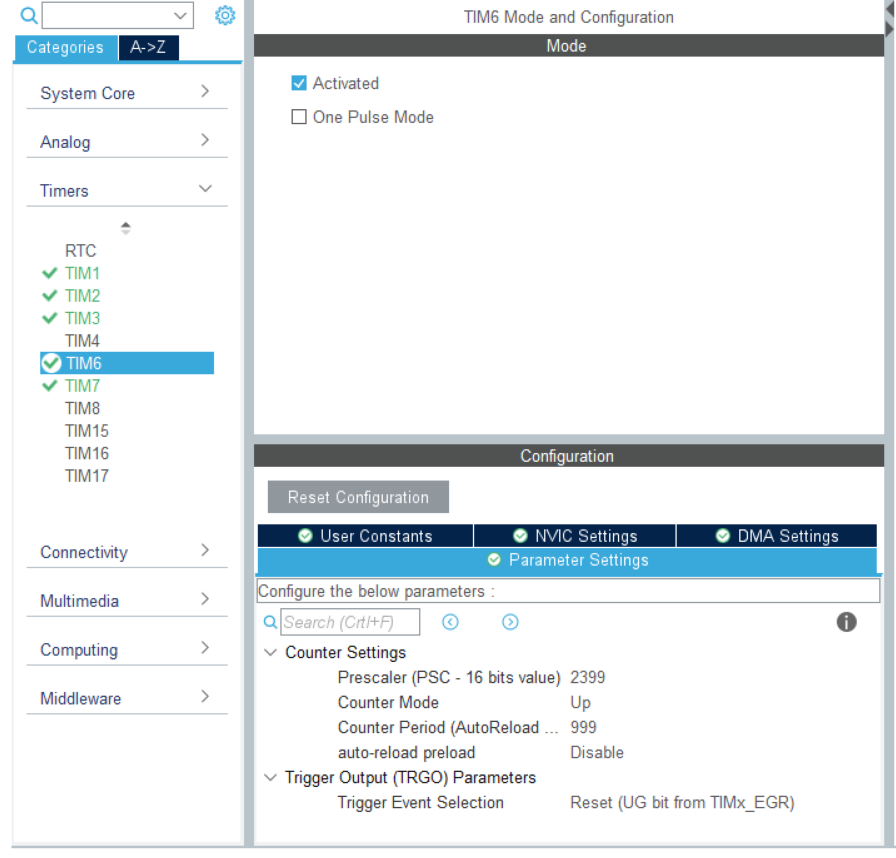 Categories
A->Z
System Core
Analog
Timers
RTC
TIM1
TIM2
TIM3
TIM4
TIM6
TIM7
TIM8
TIM15
TIM16
TIM17
Connectivity
Multimedia
Computing
Middleware
TIM6 Mode and Configuration
Mode
Activated
One Pulse Mode
Configuration
Reset Configuration
User Constants
NVIC Settings
DMA Settings
Parameter Settings
Configure the below parameters :
Search (Crtl+F)
Counter Settings
Prescaler (PSC - 16 bits value) 2399
Counter Mode Up
Counter Period (AutoReload ... 999
auto-reload preload Disable
Trigger Output (TRGO) Parameters
Trigger Event Selection Reset (UG bit from TIMx_EGR)